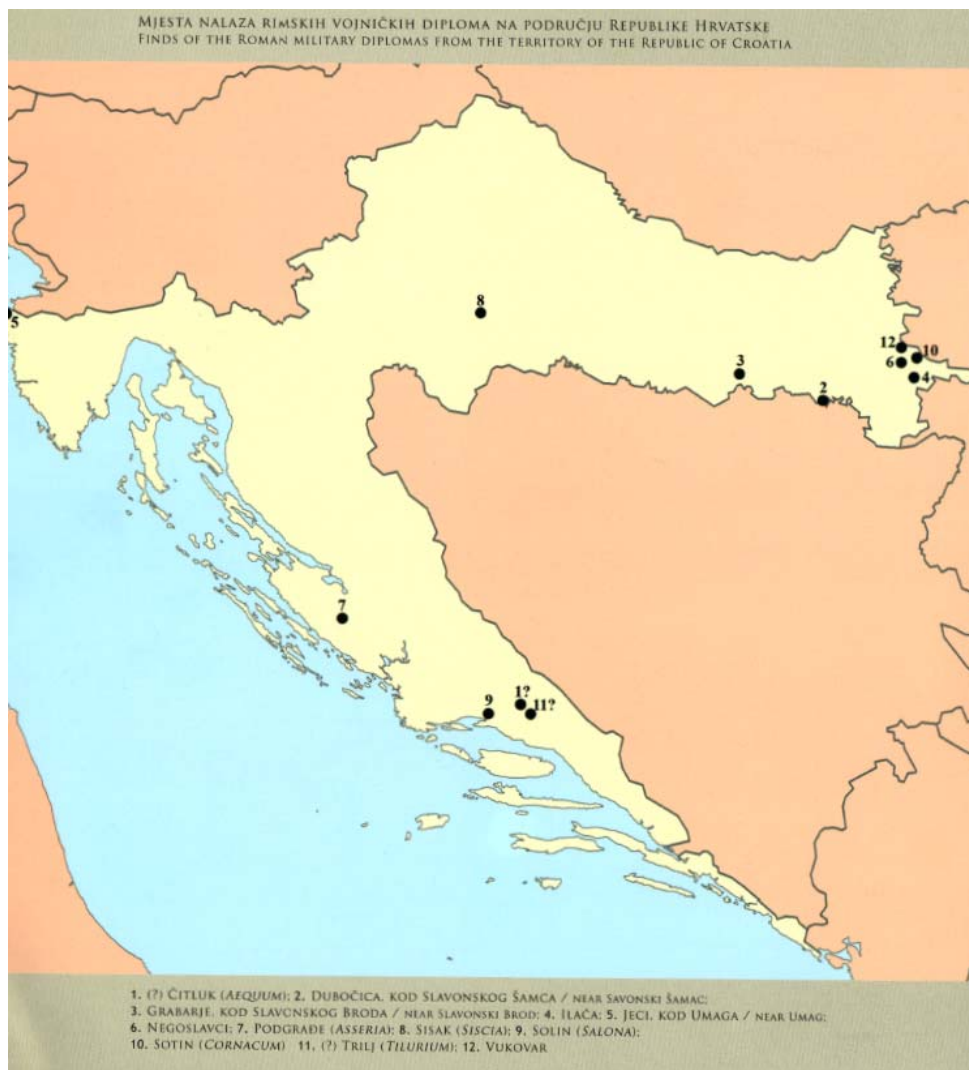 MJESTA NALAZA RIMSKIH VOJNIČKIH DIPLOMA NA PODRUČJU REPUBLIKE HRVATSKE
FINDS OF THE ROMAN MILITARY DIPLOMAS FROM THE TERRITORY OF THE REPUBLIC OF CROATIA
8
5
12
10
3
6
4
2
7
1?
9
11?
1. (?) ČITLUK (AEQUUM); 2. DUBOČICA, KOD SLAVONSKOG ŠAMCA / NEAR SAVONSKI ŠAMAC;
3. GRABARJE, KOD SLAVONSKOG BRODA / NEAR SLAVONSKI BROD; 4. ILAČA; 5. JECI, KOD UMAGA / NEAR UMAG;
6. NEGOSLAVCI; 7. PODGRAĐE (ASSERIA); 8. SISAK (SISCIA); 9. SOLIN (SALONA);
10. SOTIN (CORNACUM) 11. (?) TRILJ (TILURIUM); 12. VUKOVAR